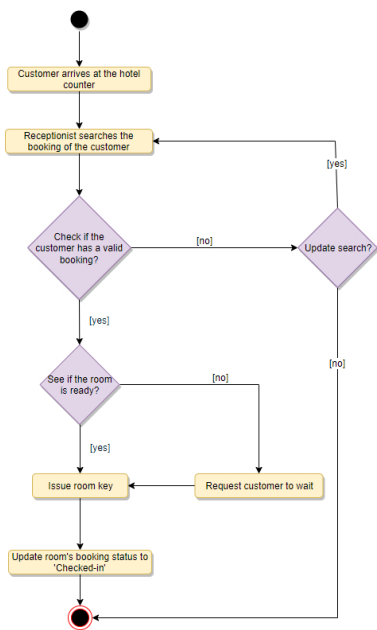 Customer arrives at the hotel
counter
Receptionist searches the
booking of the customer
[yes]
Check if the
customer has a valid
booking?
[no]
Update search?
[yes]
See if the room
is ready?
[no]
[no]
[yes]
Issue room key
Request customer to wait
Update room's booking status to
'Checked-in'